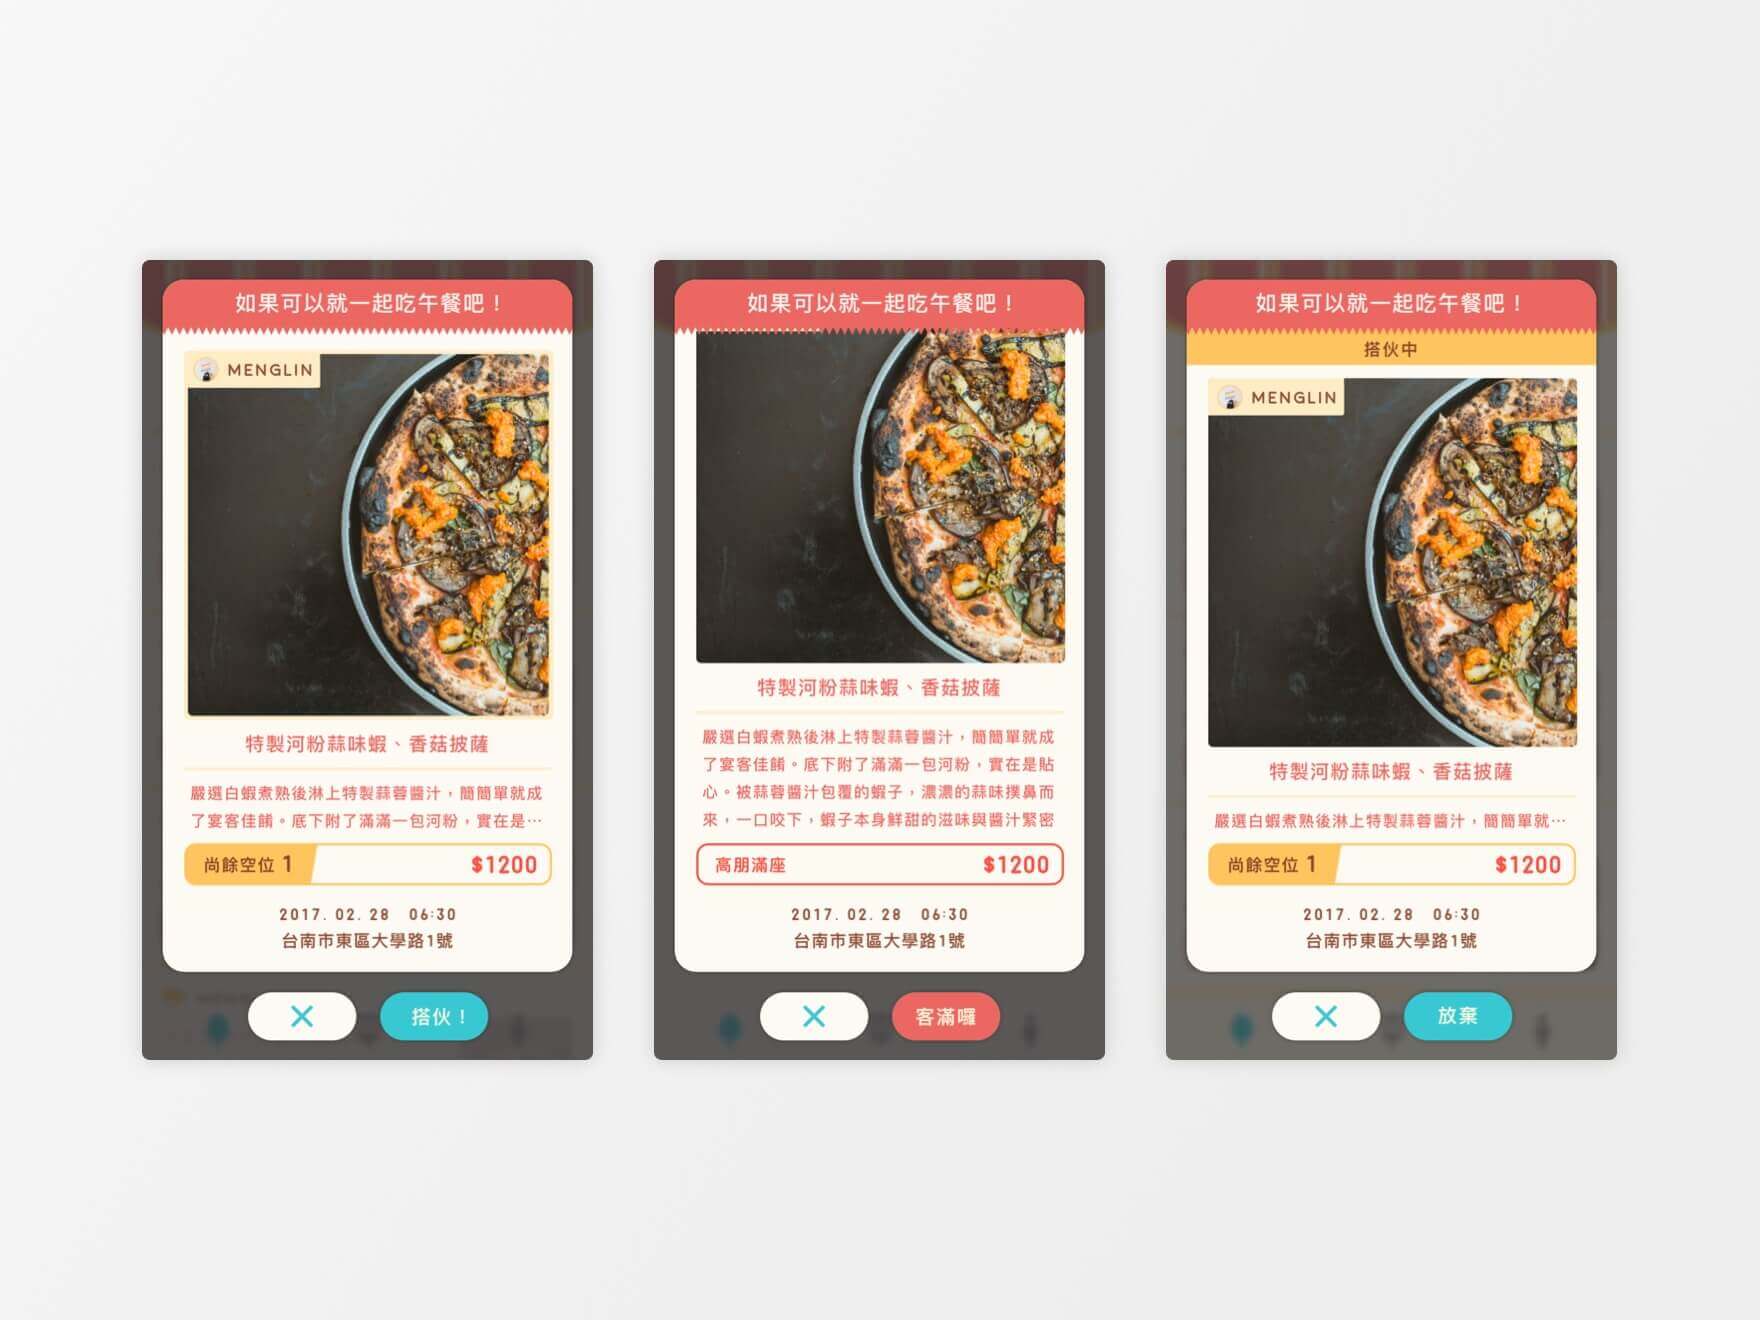 如果可以就一起吃午餐吧！
MENGLIN
特製河粉蒜味蝦、香菇披薩
嚴選白蝦煮熟後淋上特製蒜蓉醬汁，簡簡單就成
了宴客佳餚。底下附了滿滿一包河粉，實在是⋯
尚餘空位 1 $1200
2017. 02. 28 06:30
台南市東區大學路1號
搭伙！
如果可以就一起吃午餐吧！
特製河粉蒜味蝦、香菇披薩
嚴選白蝦煮熟後淋上特製蒜蓉醬汁，簡簡單就成
了宴客佳餚。底下附了滿滿一包河粉，實在是貼
心。被蒜蓉醬汁包覆的蝦子，濃濃的蒜味撲鼻而
來，一口咬下，蝦子本身鮮甜的滋味與醬汁緊密
高朋滿座 $1200
2017. 02. 28 06:30
台南市東區大學路1號
客滿囉
如果可以就一起吃午餐吧！
搭伙中
MENGLIN
特製河粉蒜味蝦、香菇披薩
嚴選白蝦煮熟後淋上特製蒜蓉醬汁，簡簡單就⋯
尚餘空位 1 $1200
2017. 02. 28 06:30
台南市東區大學路1號
放棄